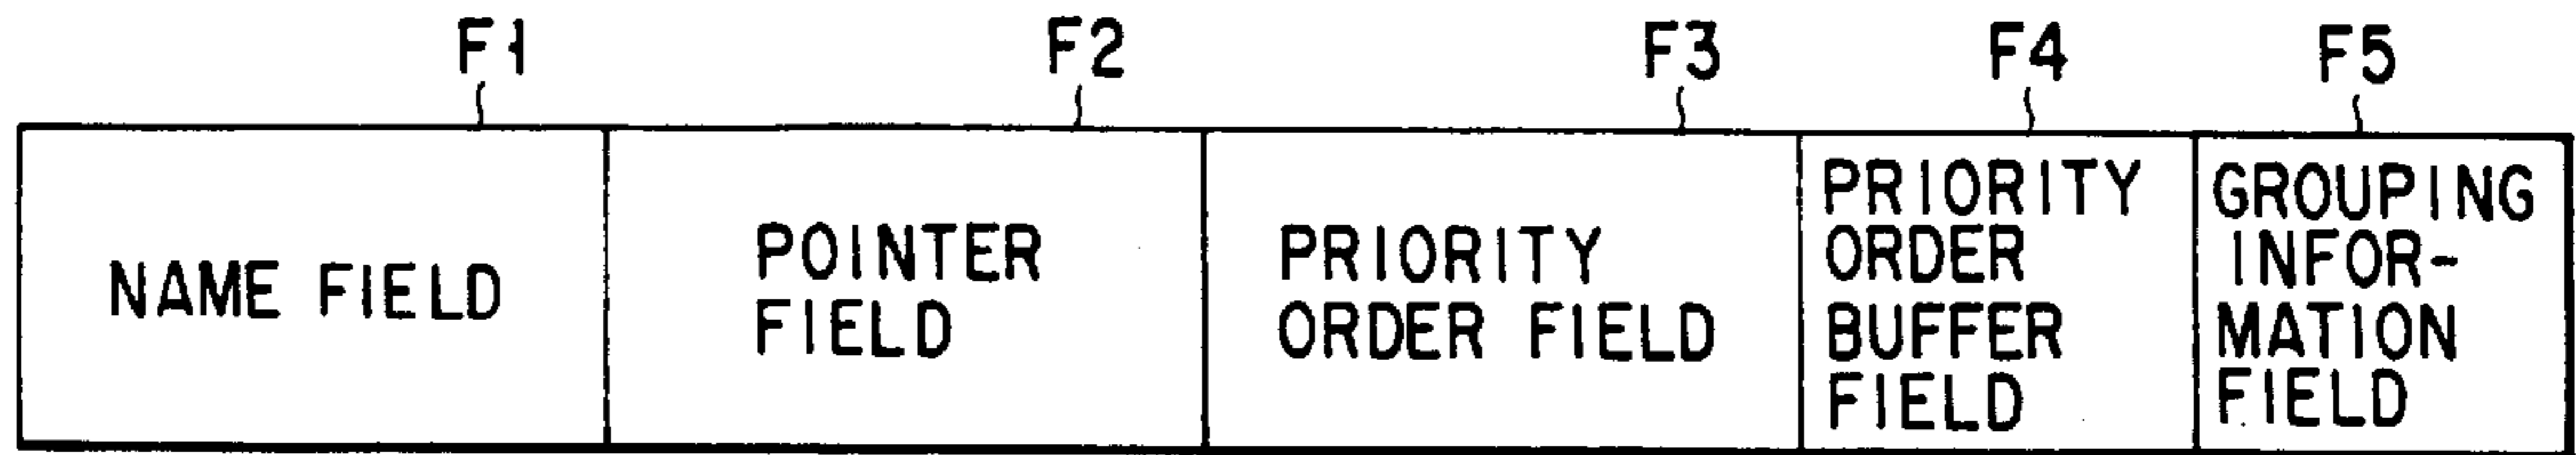 F1 F2 F3 F4 F5
NAME FIELD
POINTER
FIELD
PRIORITY
ORDER FIELD
PRIORITY
ORDER
BUFFER
FIELD
GROUPING
INFOR-
MATION
FIELD